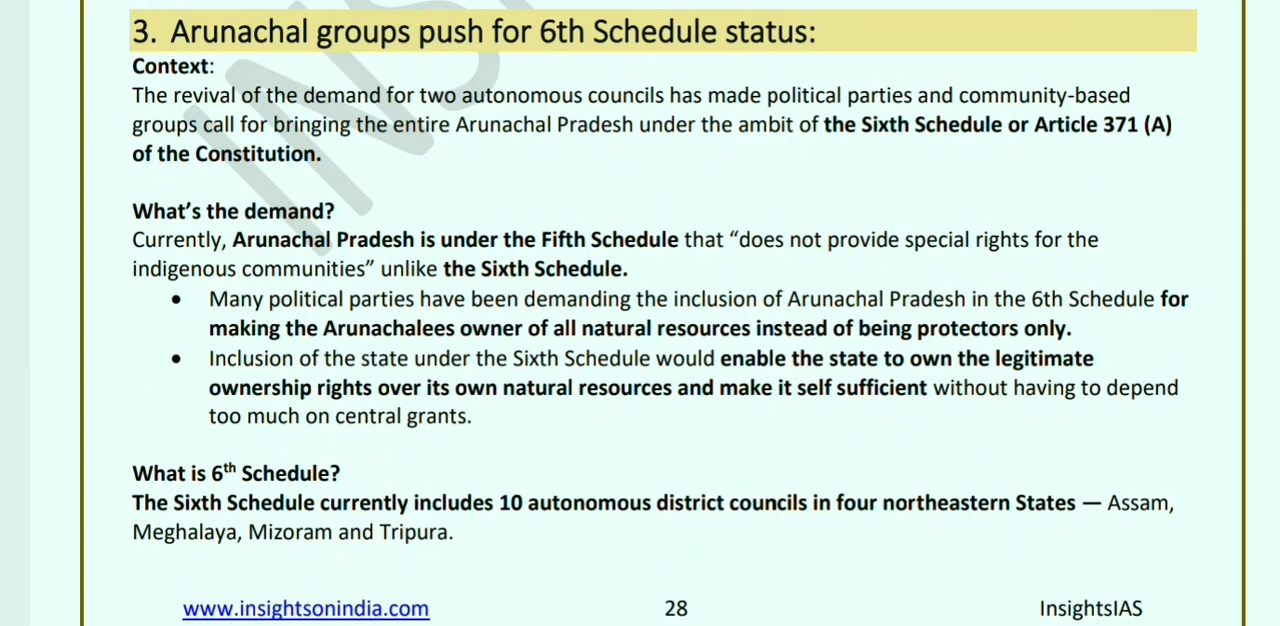 3. Arunachal groups push for 6th Schedule status:
Context:
The revival of the demand for two autonomous councils has made political parties and community-based
groups call for bringing the entire Arunachal Pradesh under the ambit of the Sixth Schedule or Article 371 (A)
of the Constitution.
What’s the demand?
Currently, Arunachal Pradesh is under the Fifth Schedule that “does not provide special rights for the
indigenous communities” unlike the Sixth Schedule.
• Many political parties have been demanding the inclusion of Arunachal Pradesh in the 6th Schedule for
making the Arunachalees owner of all natural resources instead of being protectors only.
• Inclusion of the state under the Sixth Schedule would enable the state to own the legitimate
ownership rights over its own natural resources and make it self sufficient without having to depend
too much on central grants.
What is 6th Schedule?
The Sixth Schedule currently includes 10 autonomous district councils in four northeastern States — Assam,
Meghalaya, Mizoram and Tripura.
www.insightsonindia.com 28 InsightsIAS